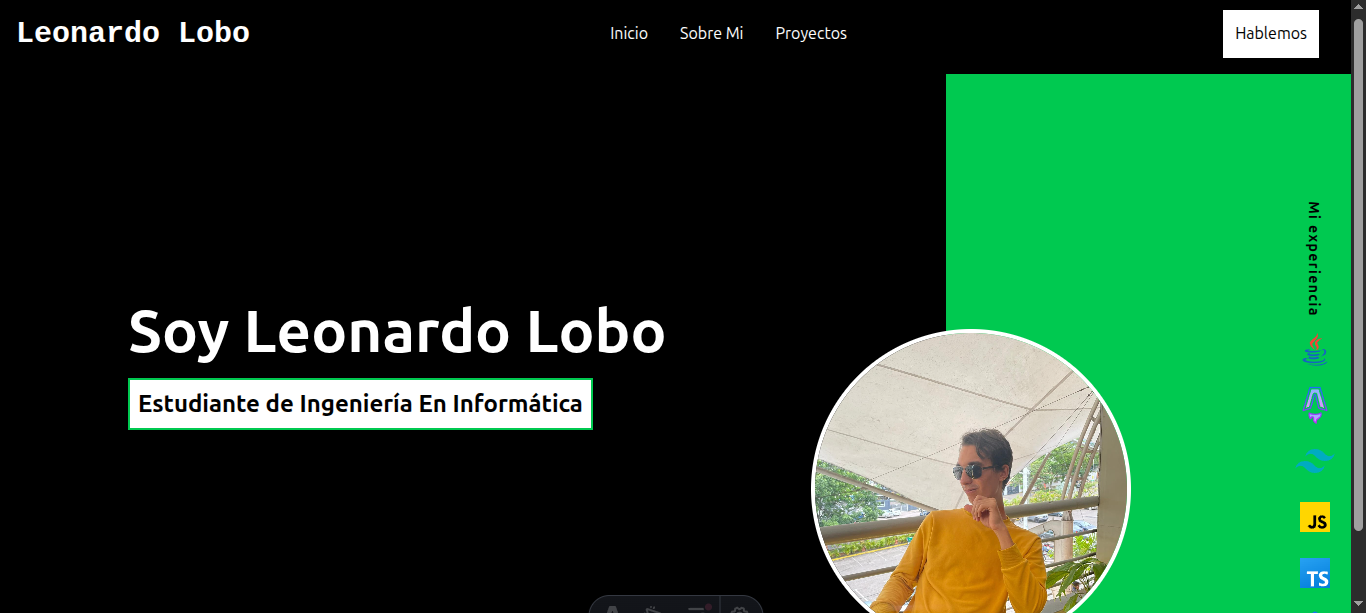 Leonardo Lobo
Inicio
Sobre Mi
Proyectos
Hablemos
Mi experiencia
Soy Leonardo Lobo
Estudiante de Ingeniería En Informática
JS
TS